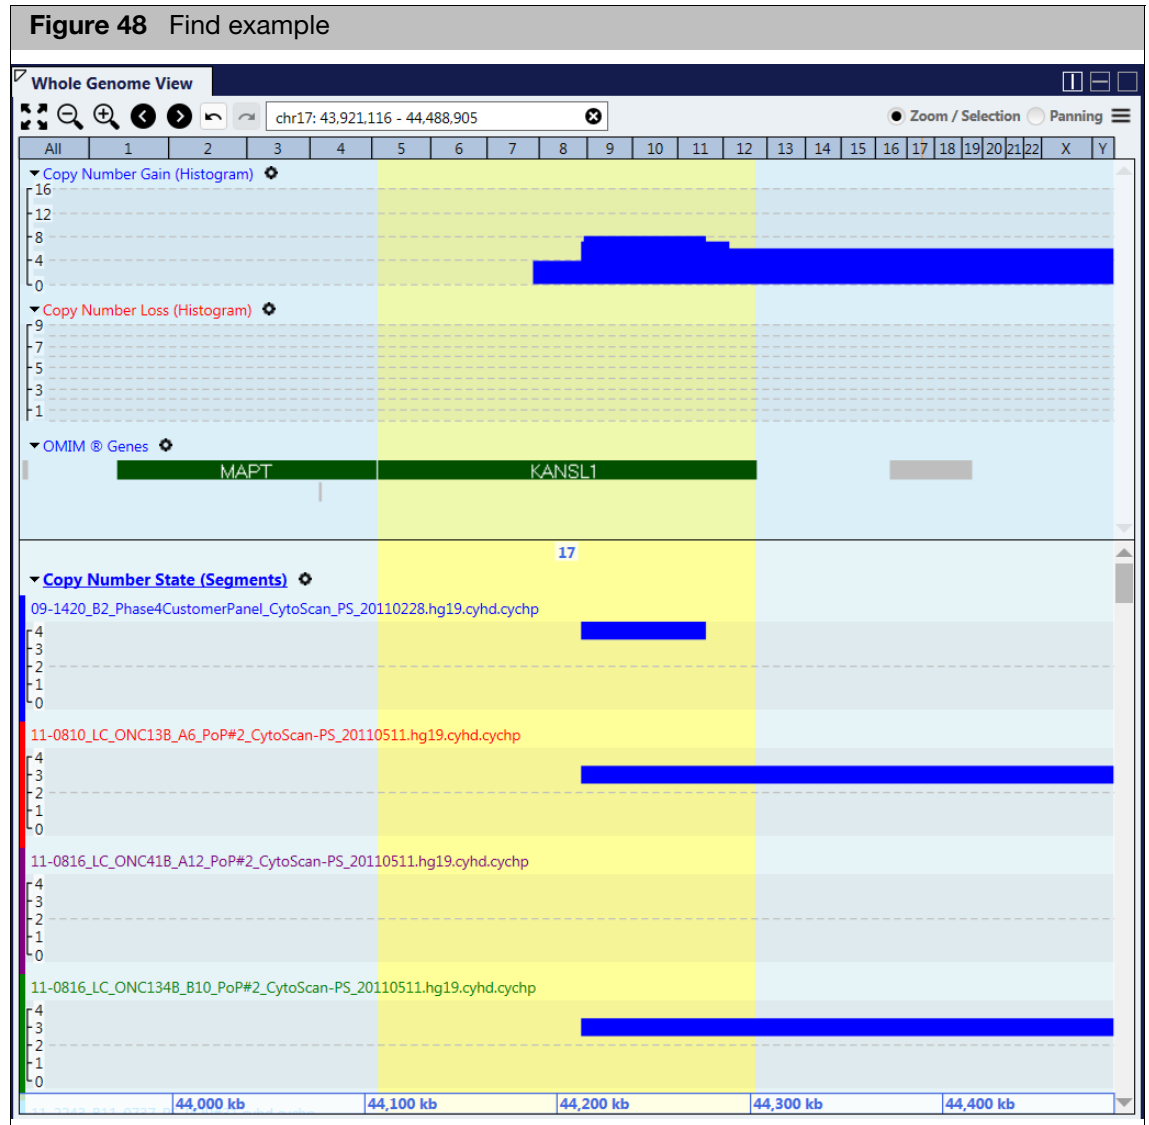 Figure 48 Find example
Whole Genome View
chr17: 43,921,116 - 44,488,905
Zoom / Selection Panning
All 1 2 3 4 5 6 7 8 9 10 11 12 13 14 15 16 17 18 19 20 21 22 X Y
Copy Number Gain (Histogram)
16
12
8
4
0
Copy Number Loss (Histogram)
9
7
5
3
1
OMIM ® Genes
MAPT KANSL1
17
Copy Number State (Segments)
09-1420_B2_Phase4CustomerPanel_CytoScan_PS_20110228.hg19.cyhd.cychp
4
3
2
1
0
11-0810_LC_ONC13B_A6_PoP#2_CytoScan-PS_20110511.hg19.cyhd.cychp
4
3
2
1
0
11-0816_LC_ONC41B_A12_PoP#2_CytoScan-PS_20110511.hg19.cyhd.cychp
4
3
2
1
0
11-0816_LC_ONC134B_B10_PoP#2_CytoScan-PS_20110511.hg19.cyhd.cychp
4
3
2
1
0
44,000 kb 44,100 kb 44,200 kb 44,300 kb 44,400 kb